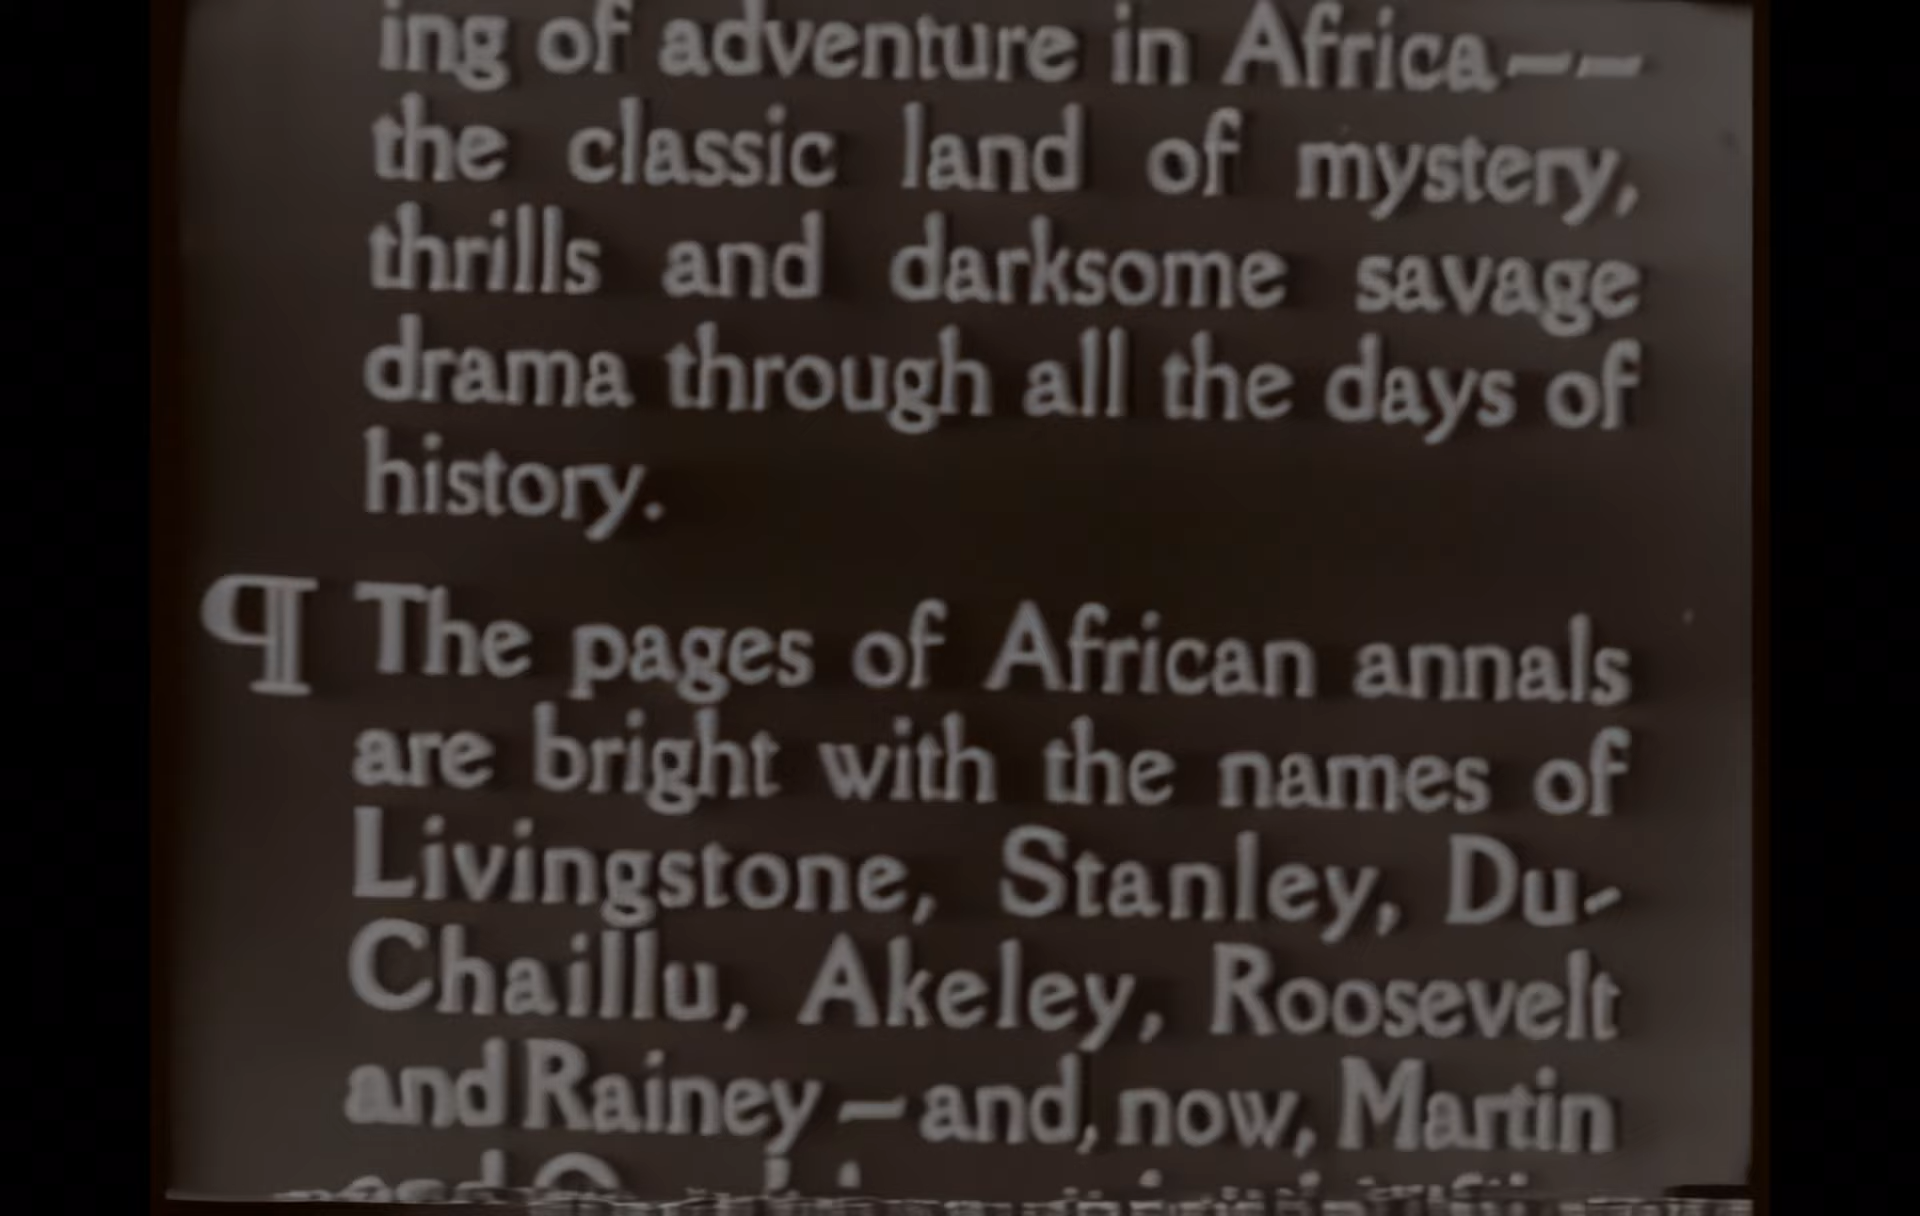 ing of adventure in Africa——
the classic land of mystery,
thrills and darksome savage
drama through all the days of
history.
¶ The pages of African annals
are bright with the names of
Livingstone, Stanley, Du-
Chaillu, Akeley, Roosevelt
and Rainey — and, now, Martin